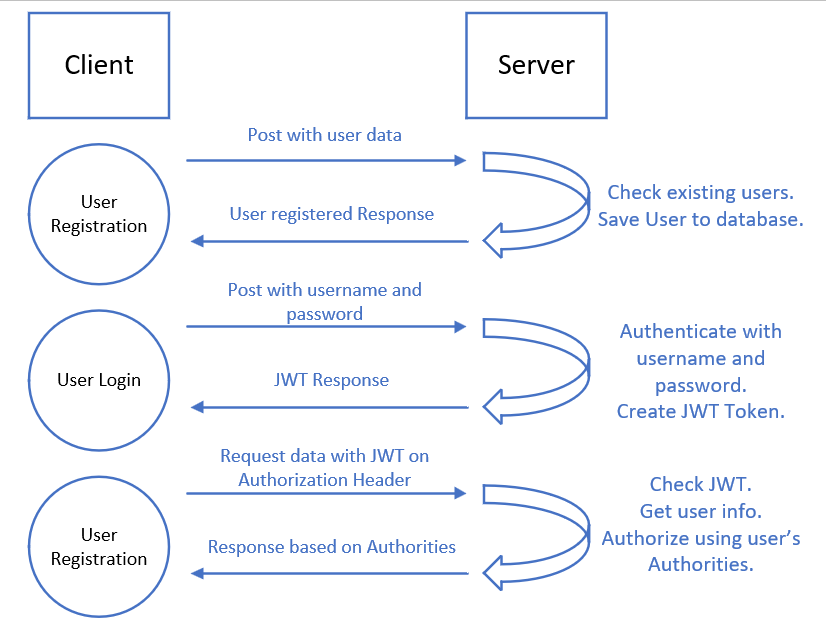 Client
Server
Post with user data
User
Registration
Check existing users.
Save User to database.
User registered Response
Post with username and
password
User Login
Authenticate with
username and
password.
Create JWT Token.
JWT Response
Request data with JWT on
Authorization Header
User
Registration
Check JWT.
Get user info.
Authorize using user’s
Authorities.
Response based on Authorities